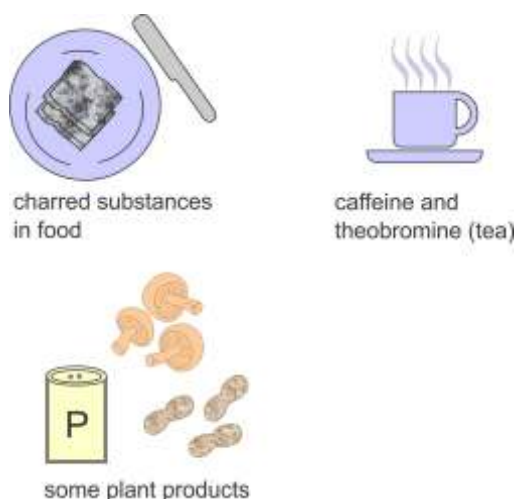 charred substances
in food
caffeine and
theobromine (tea)
P
some plant products